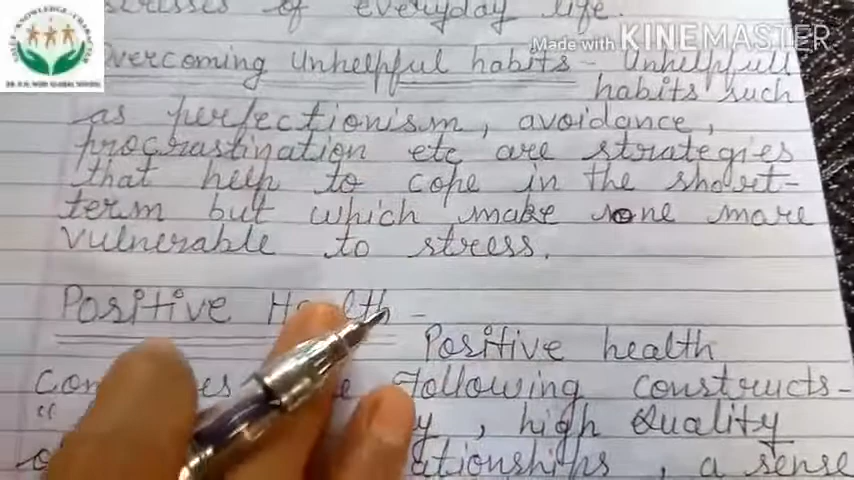 stresses of everyday life.
Made with KINEMASTER
Overcoming Unhelpful habits - Unhelpfull
habits such
as perfectionism, avoidance,
procrastination etc are strategies
that help to cope in the short-
term but which make one more
vulnerable to stress.
Positive Health -
Positive health
following constructs-
" , high Quality
relationships, a sense